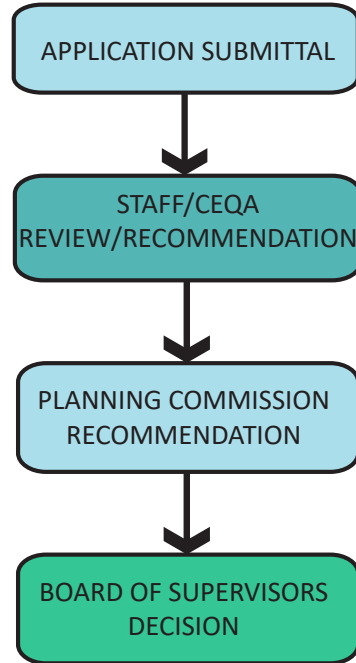 APPLICATION SUBMITTAL
STAFF/CEQA
REVIEW/RECOMMENDATION
PLANNING COMMISSION
RECOMMENDATION
BOARD OF SUPERVISORS
DECISION